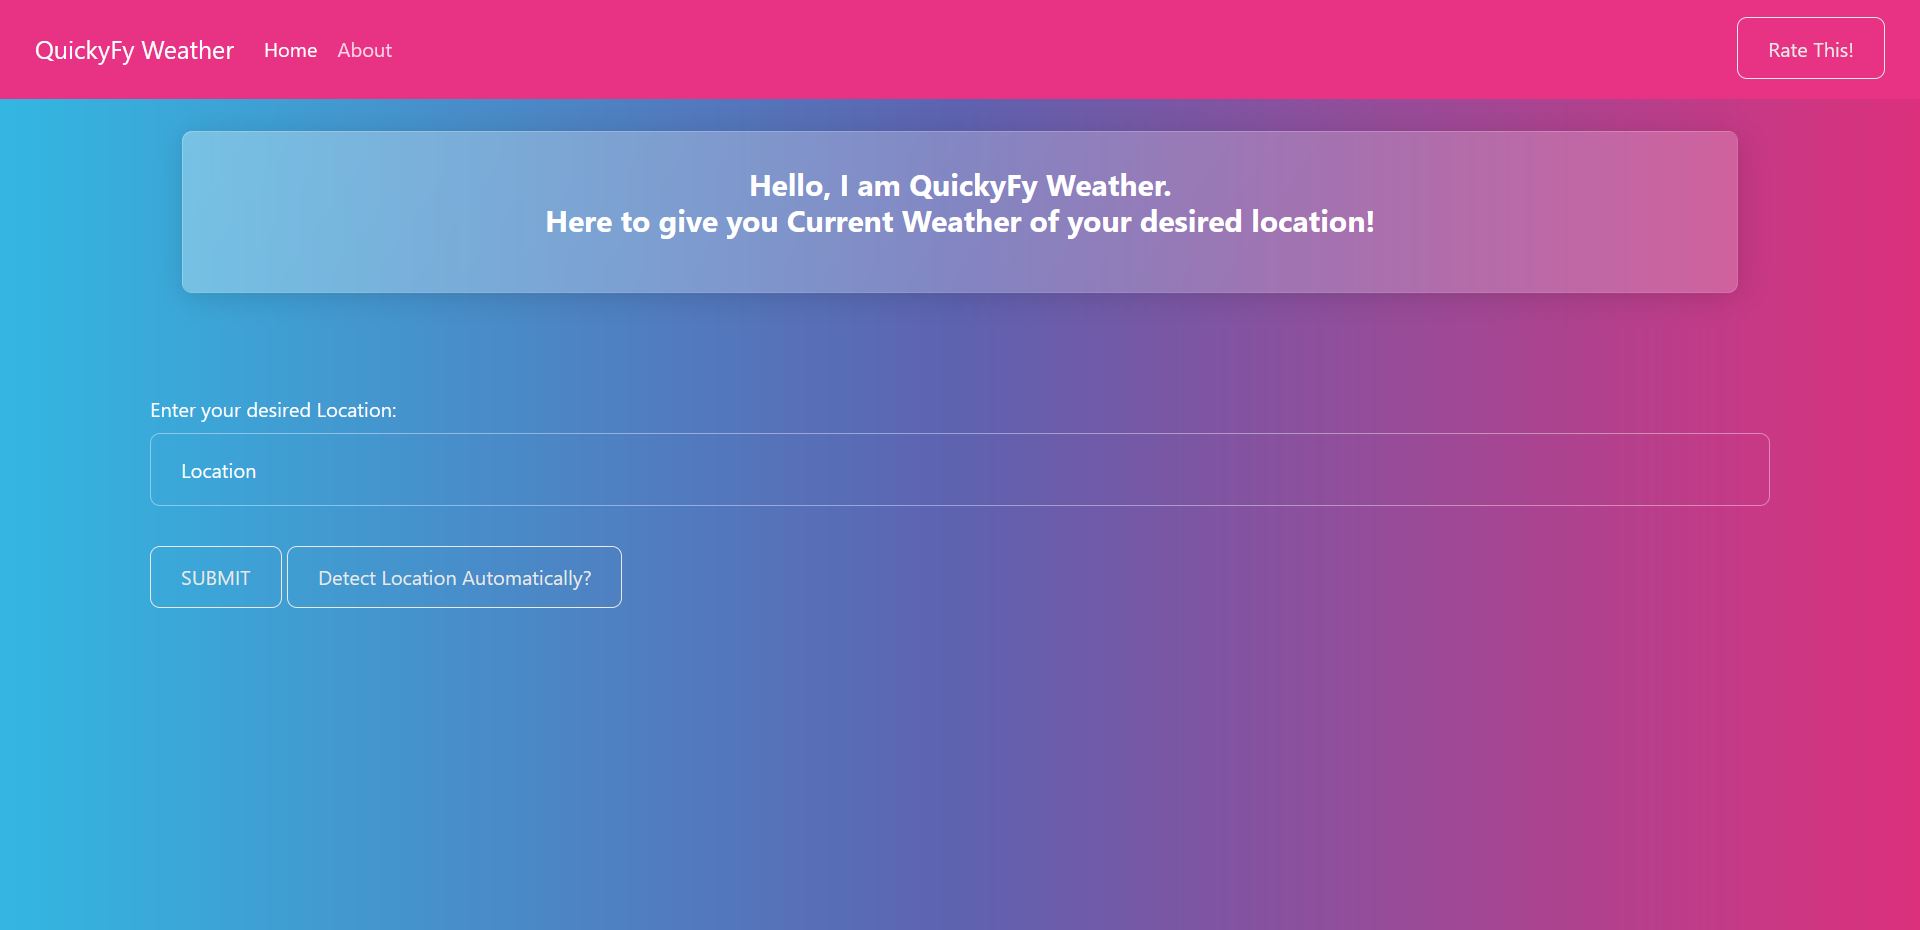 QuickyFy Weather Home About Rate This!
Hello, I am QuickyFy Weather.
Here to give you Current Weather of your desired location!
Enter your desired Location:
Location
SUBMIT Detect Location Automatically?